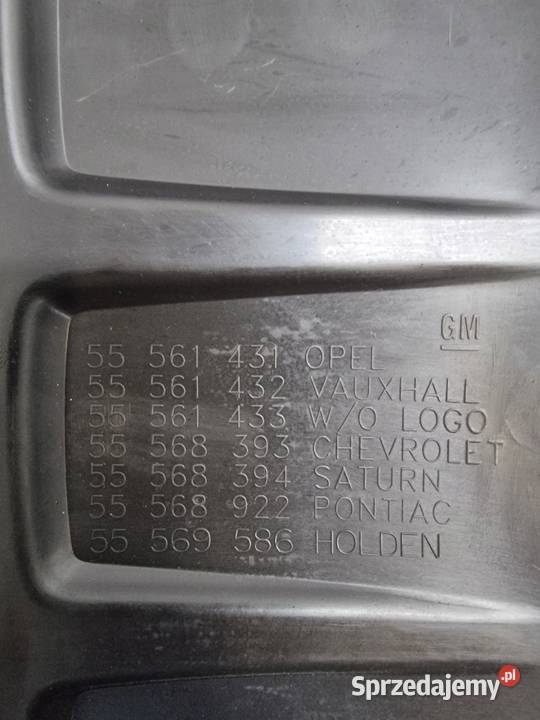 GM
55 561 431 OPEL
55 561 432 VAUXHALL
55 561 433 W/O LOGO
55 568 393 CHEVROLET
55 568 394 SATURN
55 568 922 PONTIAC
55 569 586 HOLDEN
Sprzedajemy.pl